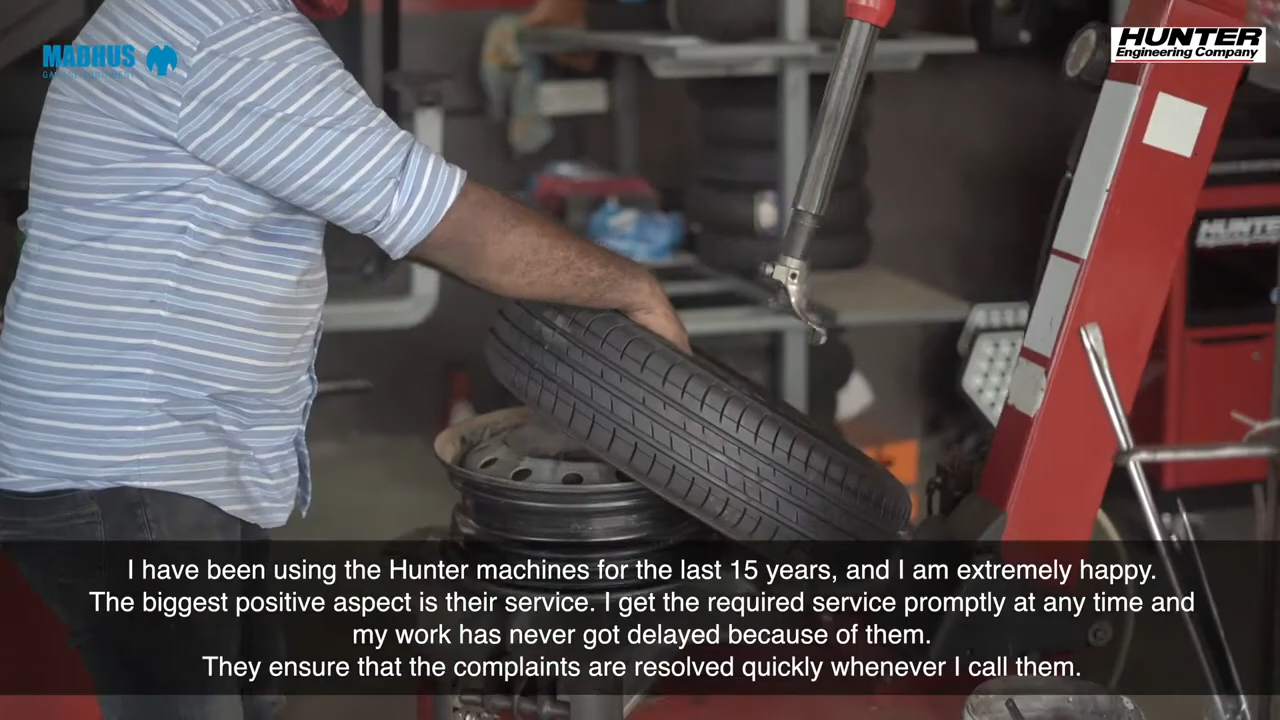 MADHUS
HUNTER
Engineering Company
HUNTER
Engineering
I have been using the Hunter machines for the last 15 years, and I am extremely happy.
The biggest positive aspect is their service. I get the required service promptly at any time and
my work has never got delayed because of them.
They ensure that the complaints are resolved quickly whenever I call them.